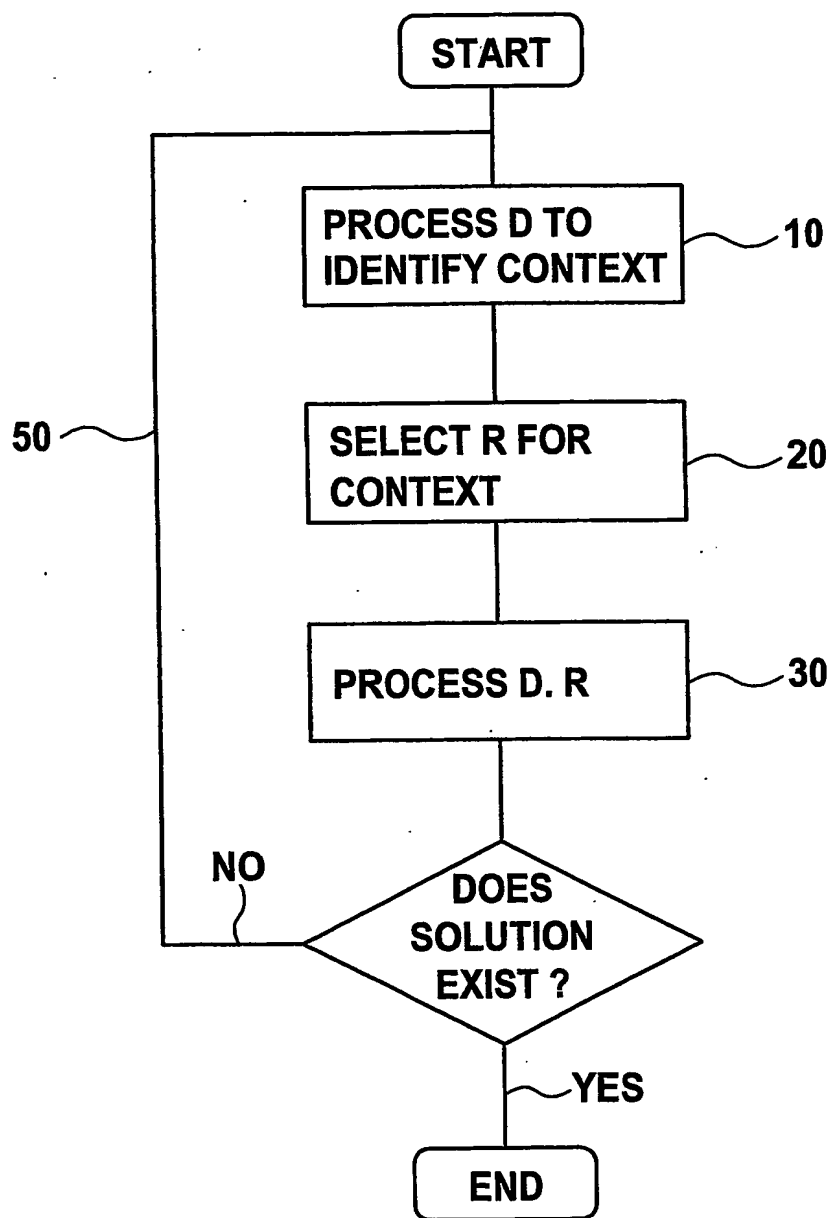 START
PROCESS D TO
IDENTIFY CONTEXT
10
50
SELECT R FOR
CONTEXT
20
PROCESS D. R
30
NO
DOES
SOLUTION
EXIST ?
YES
END